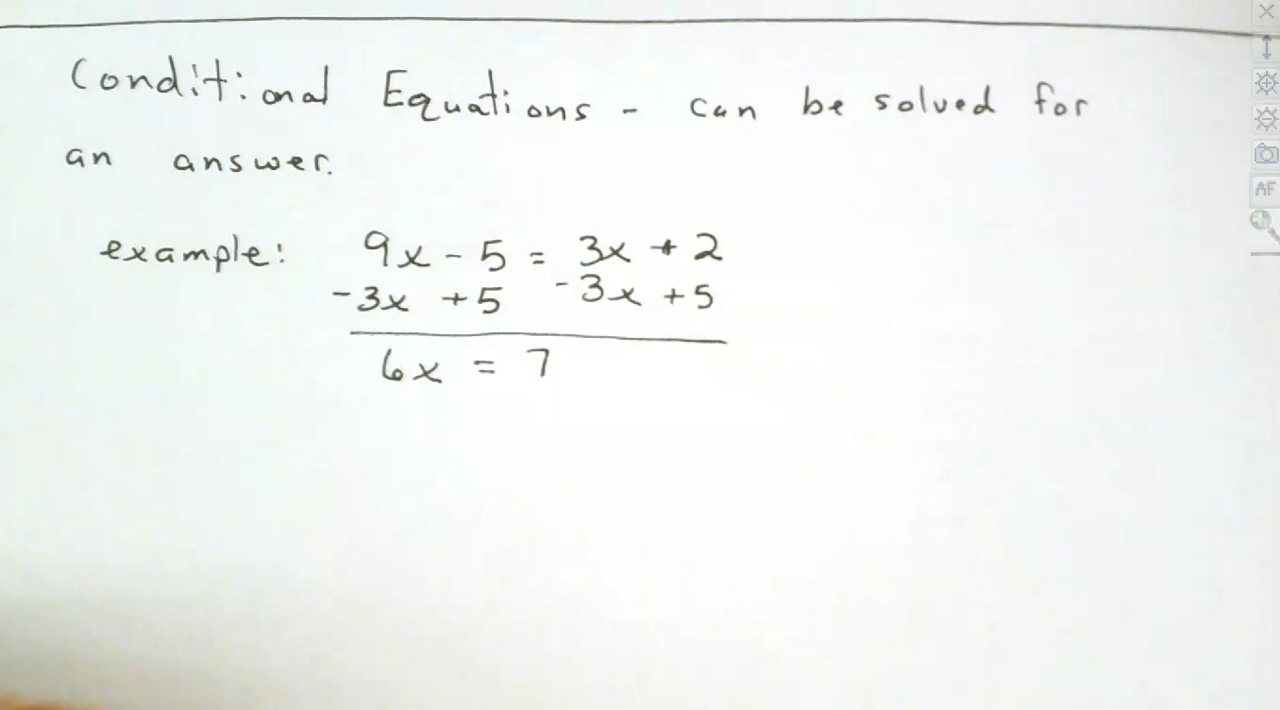 Conditional Equations - can be solved for
an answer.
example: 9x - 5 = 3x + 2
-3x +5 -3x +5
6x = 7
AF